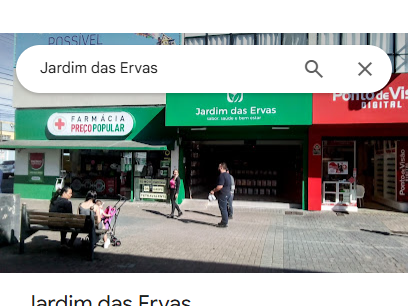 POSSÍVEL
Jardim das Ervas
Jardim das Ervas
sabor, saúde e bem estar
FARMÁCIA
PREÇO POPULAR
Ponto de Vis
DIGITAL
Ponto de Visão
Jardim das Ervas